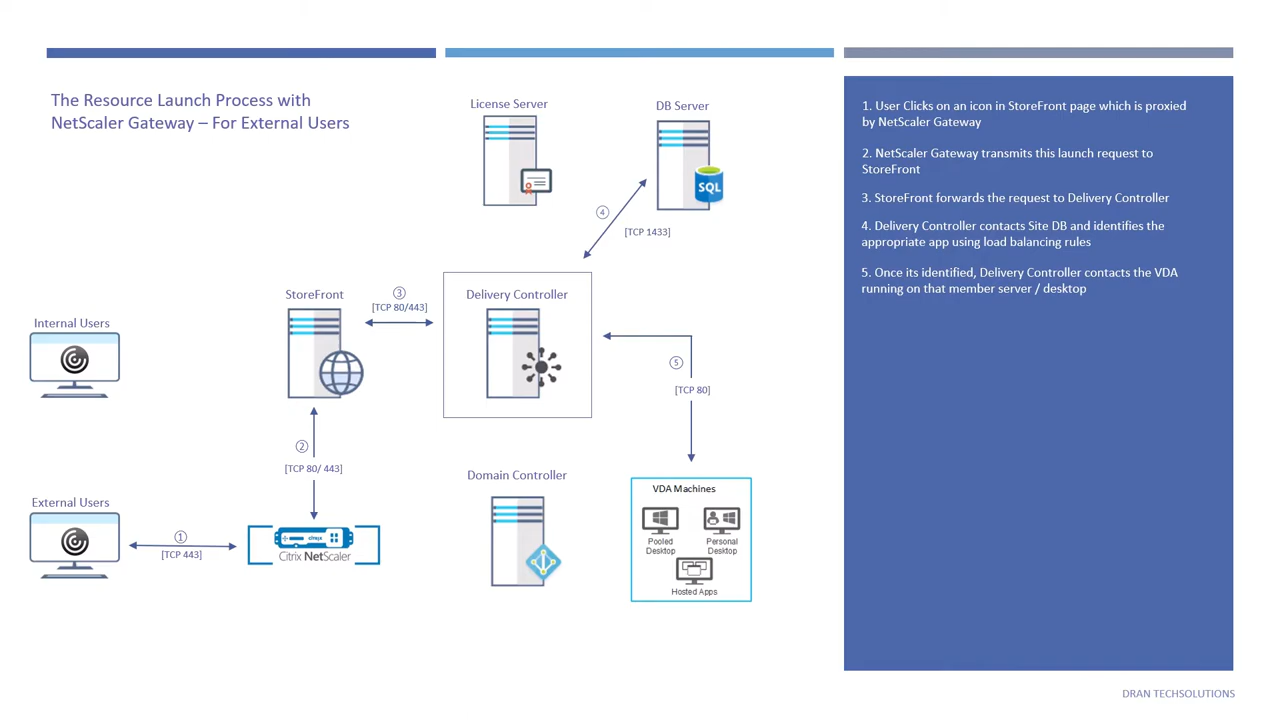 The Resource Launch Process with
NetScaler Gateway – For External Users
License Server
DB Server
SQL
④
[TCP 1433]
StoreFront
③
[TCP 80/443]
Delivery Controller
Internal Users
⑤
[TCP 80]
②
[TCP 80/ 443]
Domain Controller
External Users
①
[TCP 443]
citrix
Citrix NetScaler
VDA Machines
Pooled
Desktop
Personal
Desktop
Hosted Apps
1. User Clicks on an icon in StoreFront page which is proxied
by NetScaler Gateway
2. NetScaler Gateway transmits this launch request to
StoreFront
3. StoreFront forwards the request to Delivery Controller
4. Delivery Controller contacts Site DB and identifies the
appropriate app using load balancing rules
5. Once its identified, Delivery Controller contacts the VDA
running on that member server / desktop
DRAN TECHSOLUTIONS